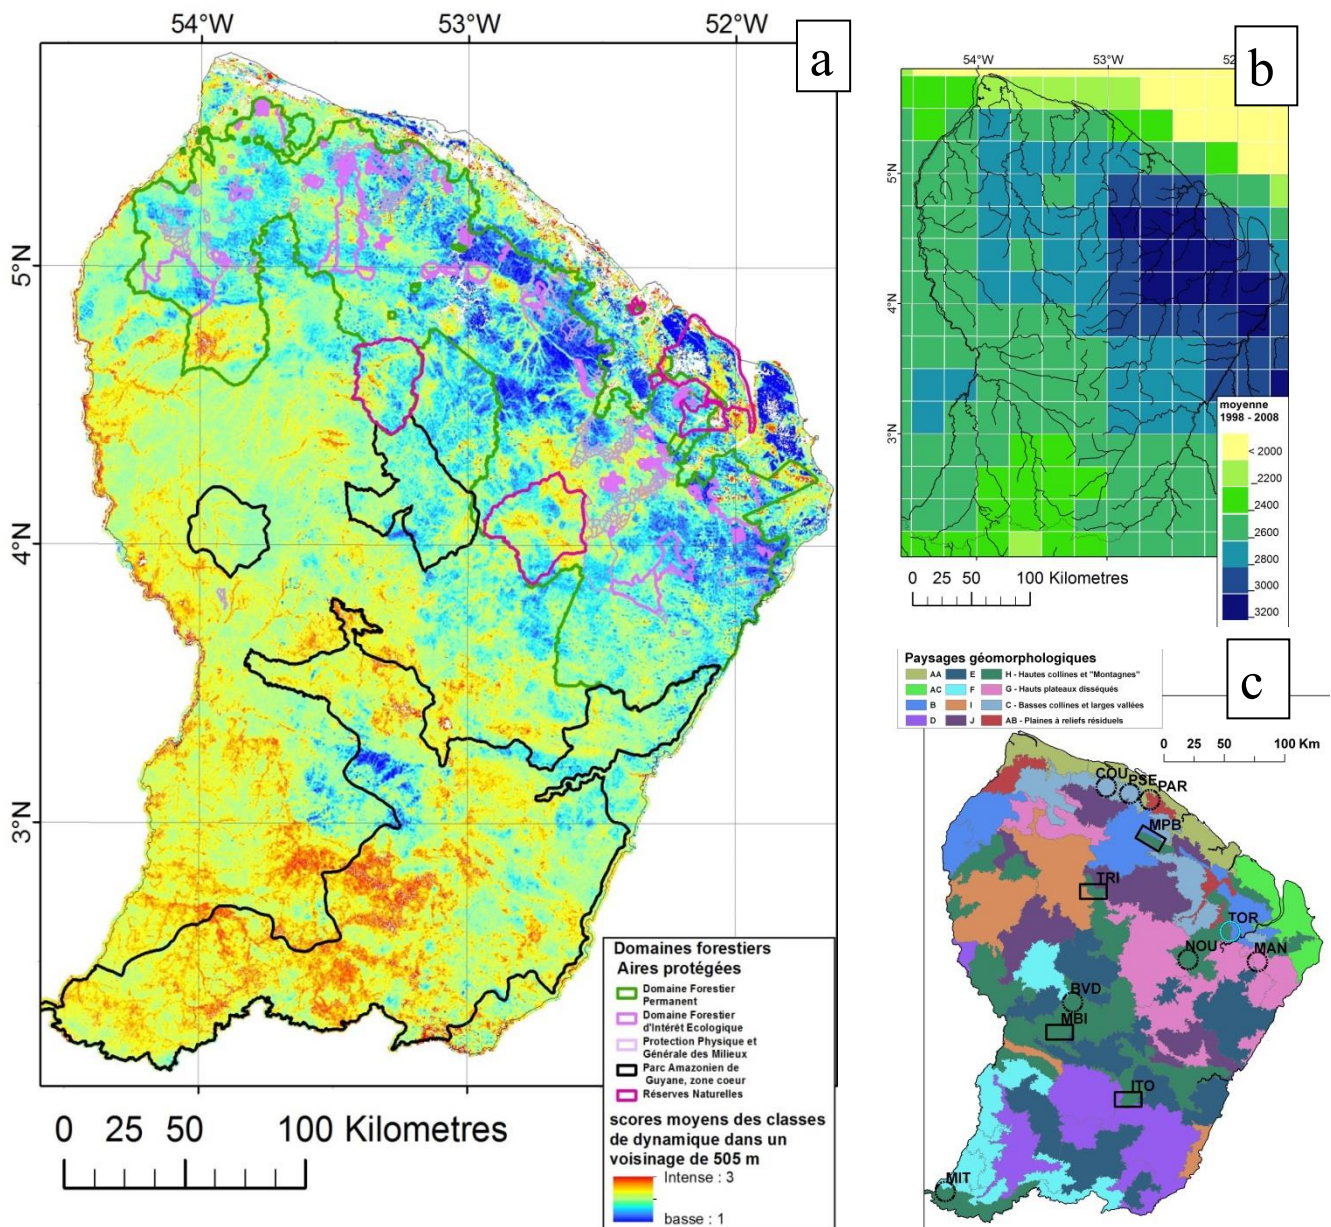 54°W 53°W 52°W
a
5°N
4°N
3°N
0 25 50 100 Kilometres
Domaines forestiers
Aires protégées
Domaine Forestier
Permanent
Domaine Forestier
d'Intérêt Ecologique
Protection Physique et
Générale des Milieux
Parc Amazonien de
Guyane, zone coeur
Réserves Naturelles
scores moyens des classes
de dynamique dans un
voisinage de 505 m
Intense : 3
basse : 1
54°W 53°W 52°
b
5°N
4°N
3°N
0 25 50 100 Kilometres
moyenne
1998 - 2008
< 2000
2200
2400
2600
2800
3000
3200
Paysages géomorphologiques
AA E H - Hautes collines et "Montagnes"
AC F G - Hauts plateaux disséqués
B I C - Basses collines et larges vallées
D J AB - Plaines à reliefs résiduels
c
0 25 50 100 Km
COU PSE PAR
MPB
TRI
TOR
NOU MAN
BVD
MBI
ITO
MIT